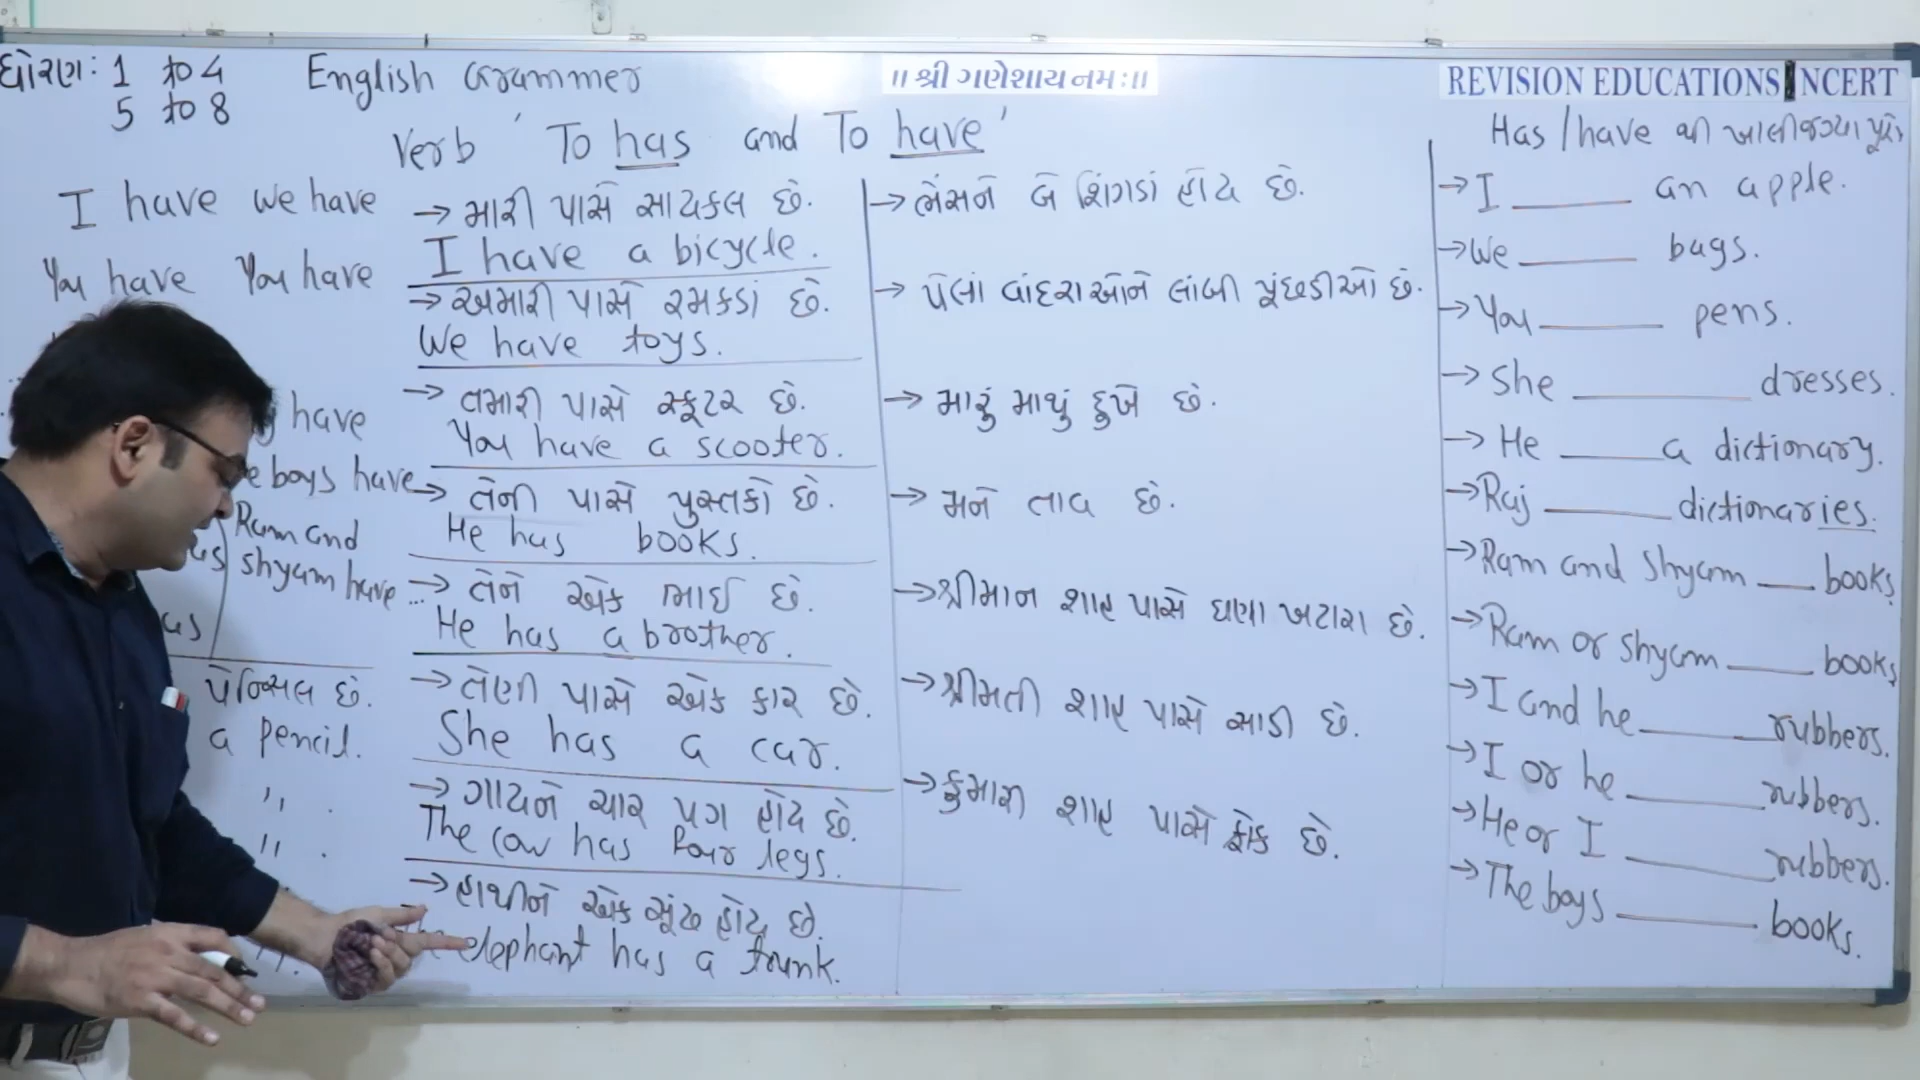 ધોરણ: 1 to 4
5 to 8
English Grammer
॥ શ્રી ગણેશાય નમઃ ॥
REVISION EDUCATIONS NCERT
Verb 'To has and To have'
I have We have
You have You have
have
boys have
Ram and
shyam have
પેન્સિલ છે.
a pencil.
" .
" .
".
→ મારી પાસે સાયકલ છે.
I have a bicycle.
→ અમારી પાસે રમકડાં છે.
We have toys.
→ તમારી પાસે સ્કૂટર છે.
You have a scooter.
→ તેની પાસે પુસ્તકો છે.
He has books.
→ તેને એક ભાઈ છે.
He has a brother.
→ તેણી પાસે એક કાર છે.
She has a car.
→ ગાયને ચાર પગ હોય છે.
The cow has four legs.
→ હાથીને એક સૂંઢ હોય છે.
elephant has a trunk.
→ ભેંસને બે શિંગડાં હોય છે.
→ પેલાં વાંદરાઓને લાંબી પૂંછડીઓ છે.
→ મારું માથું દુખે છે.
→ મને તાવ છે.
→ શ્રીમાન શાહ પાસે ઘણા ખટારા છે.
→ શ્રીમતી શાહ પાસે સાડી છે.
→ કુમારી શાહ પાસે ફ્રોક છે.
Has / have થી ખાલી જગ્યા પૂરો
→ I ______ an apple.
→ We ______ bags.
→ You ______ pens.
→ She ______ dresses.
→ He ______ a dictionary.
→ Raj ______ dictionaries.
→ Ram and shyam ___ books.
→ Ram or shyam ____ books
→ I and he ______ rubbers.
→ I or he ______ rubbers.
→ He or I ______ rubbers.
→ The boys ______ books.